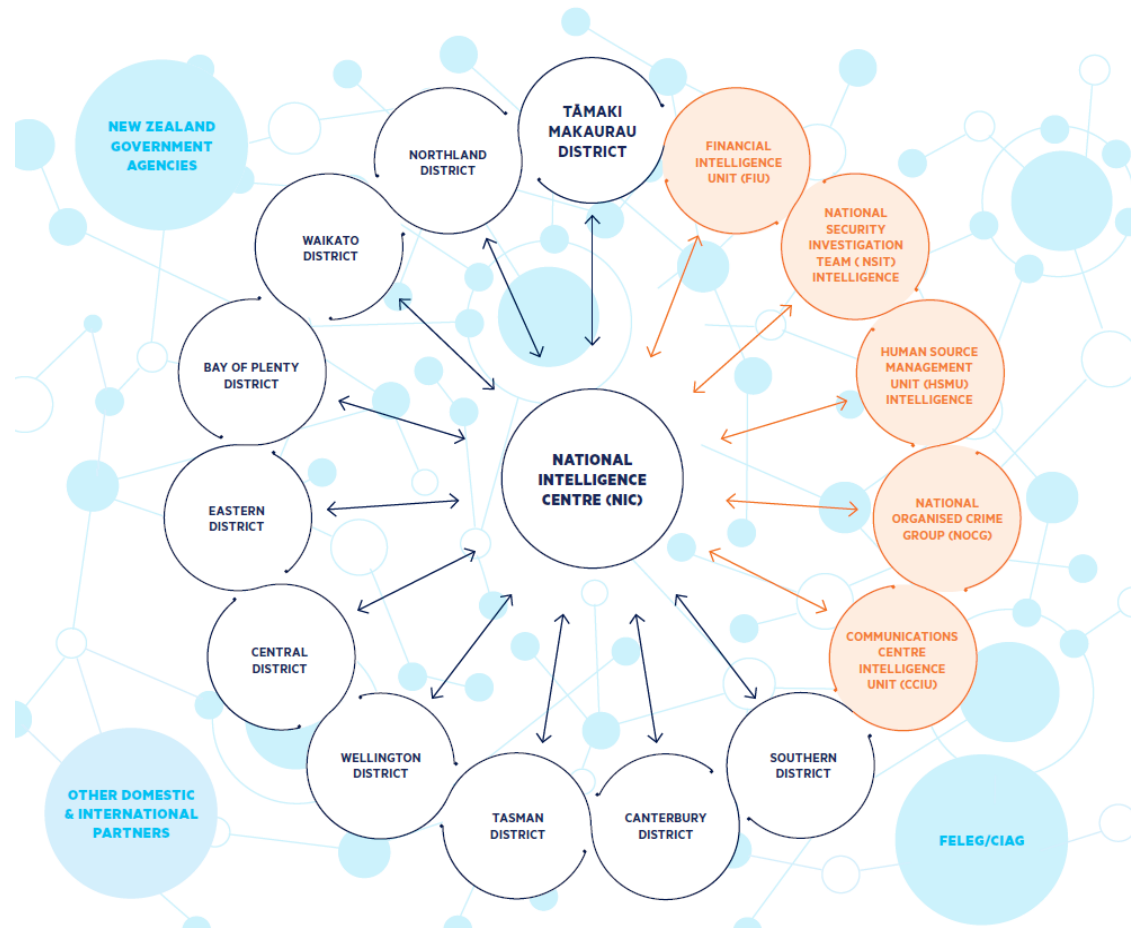 NEW ZEALAND
GOVERNMENT
AGENCIES
TĀMAKI
MAKAURAU
DISTRICT
NORTHLAND
DISTRICT
FINANCIAL
INTELLIGENCE
UNIT (FIU)
WAIKATO
DISTRICT
NATIONAL
SECURITY
INVESTIGATION
TEAM ( NSIT)
INTELLIGENCE
BAY OF PLENTY
DISTRICT
HUMAN SOURCE
MANAGEMENT
UNIT (HSMU)
INTELLIGENCE
NATIONAL
INTELLIGENCE
CENTRE (NIC)
EASTERN
DISTRICT
NATIONAL
ORGANISED CRIME
GROUP (NOCG)
CENTRAL
DISTRICT
COMMUNICATIONS
CENTRE
INTELLIGENCE
UNIT (CCIU)
WELLINGTON
DISTRICT
SOUTHERN
DISTRICT
OTHER DOMESTIC
& INTERNATIONAL
PARTNERS
TASMAN
DISTRICT
CANTERBURY
DISTRICT
FELEG/CIAG